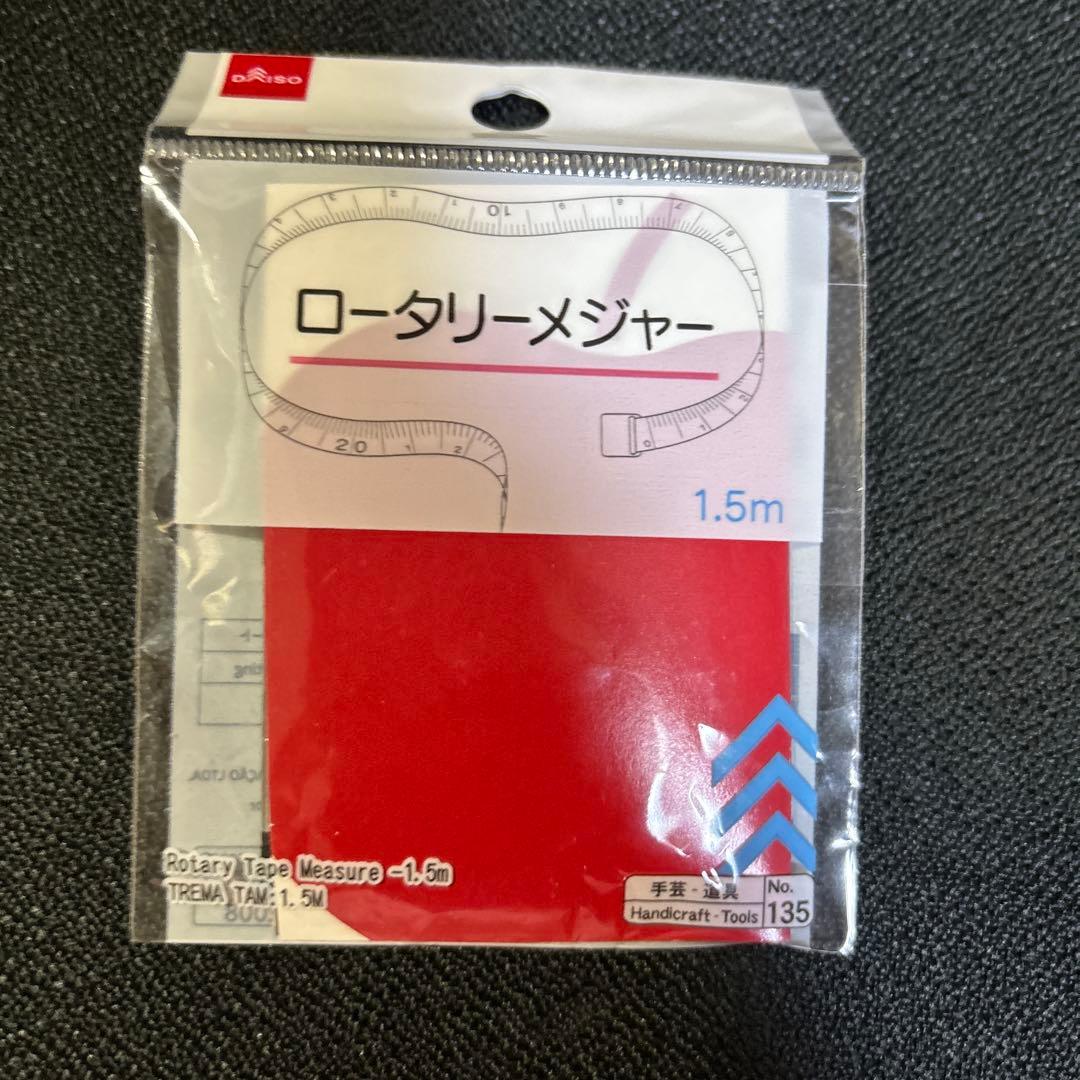 DAISO
ロータリーメジャー
20
10
1.5m
Rotary Tape Measure -1.5m
TREMA TAM:1.5M
手芸-道具
Handicraft-Tools
No.
135